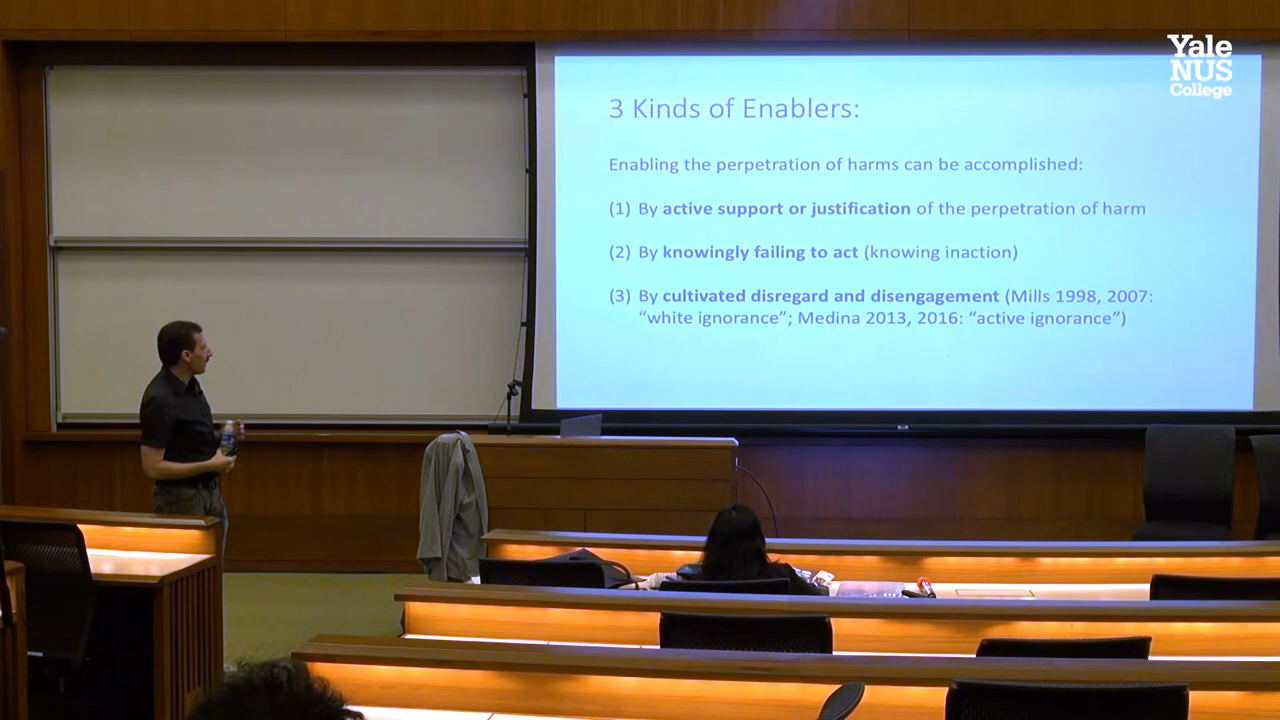 Yale
NUS
College
3 Kinds of Enablers:
Enabling the perpetration of harms can be accomplished:
(1) By active support or justification of the perpetration of harm
(2) By knowingly failing to act (knowing inaction)
(3) By cultivated disregard and disengagement (Mills 1998, 2007:
“white ignorance”; Medina 2013, 2016: “active ignorance”)